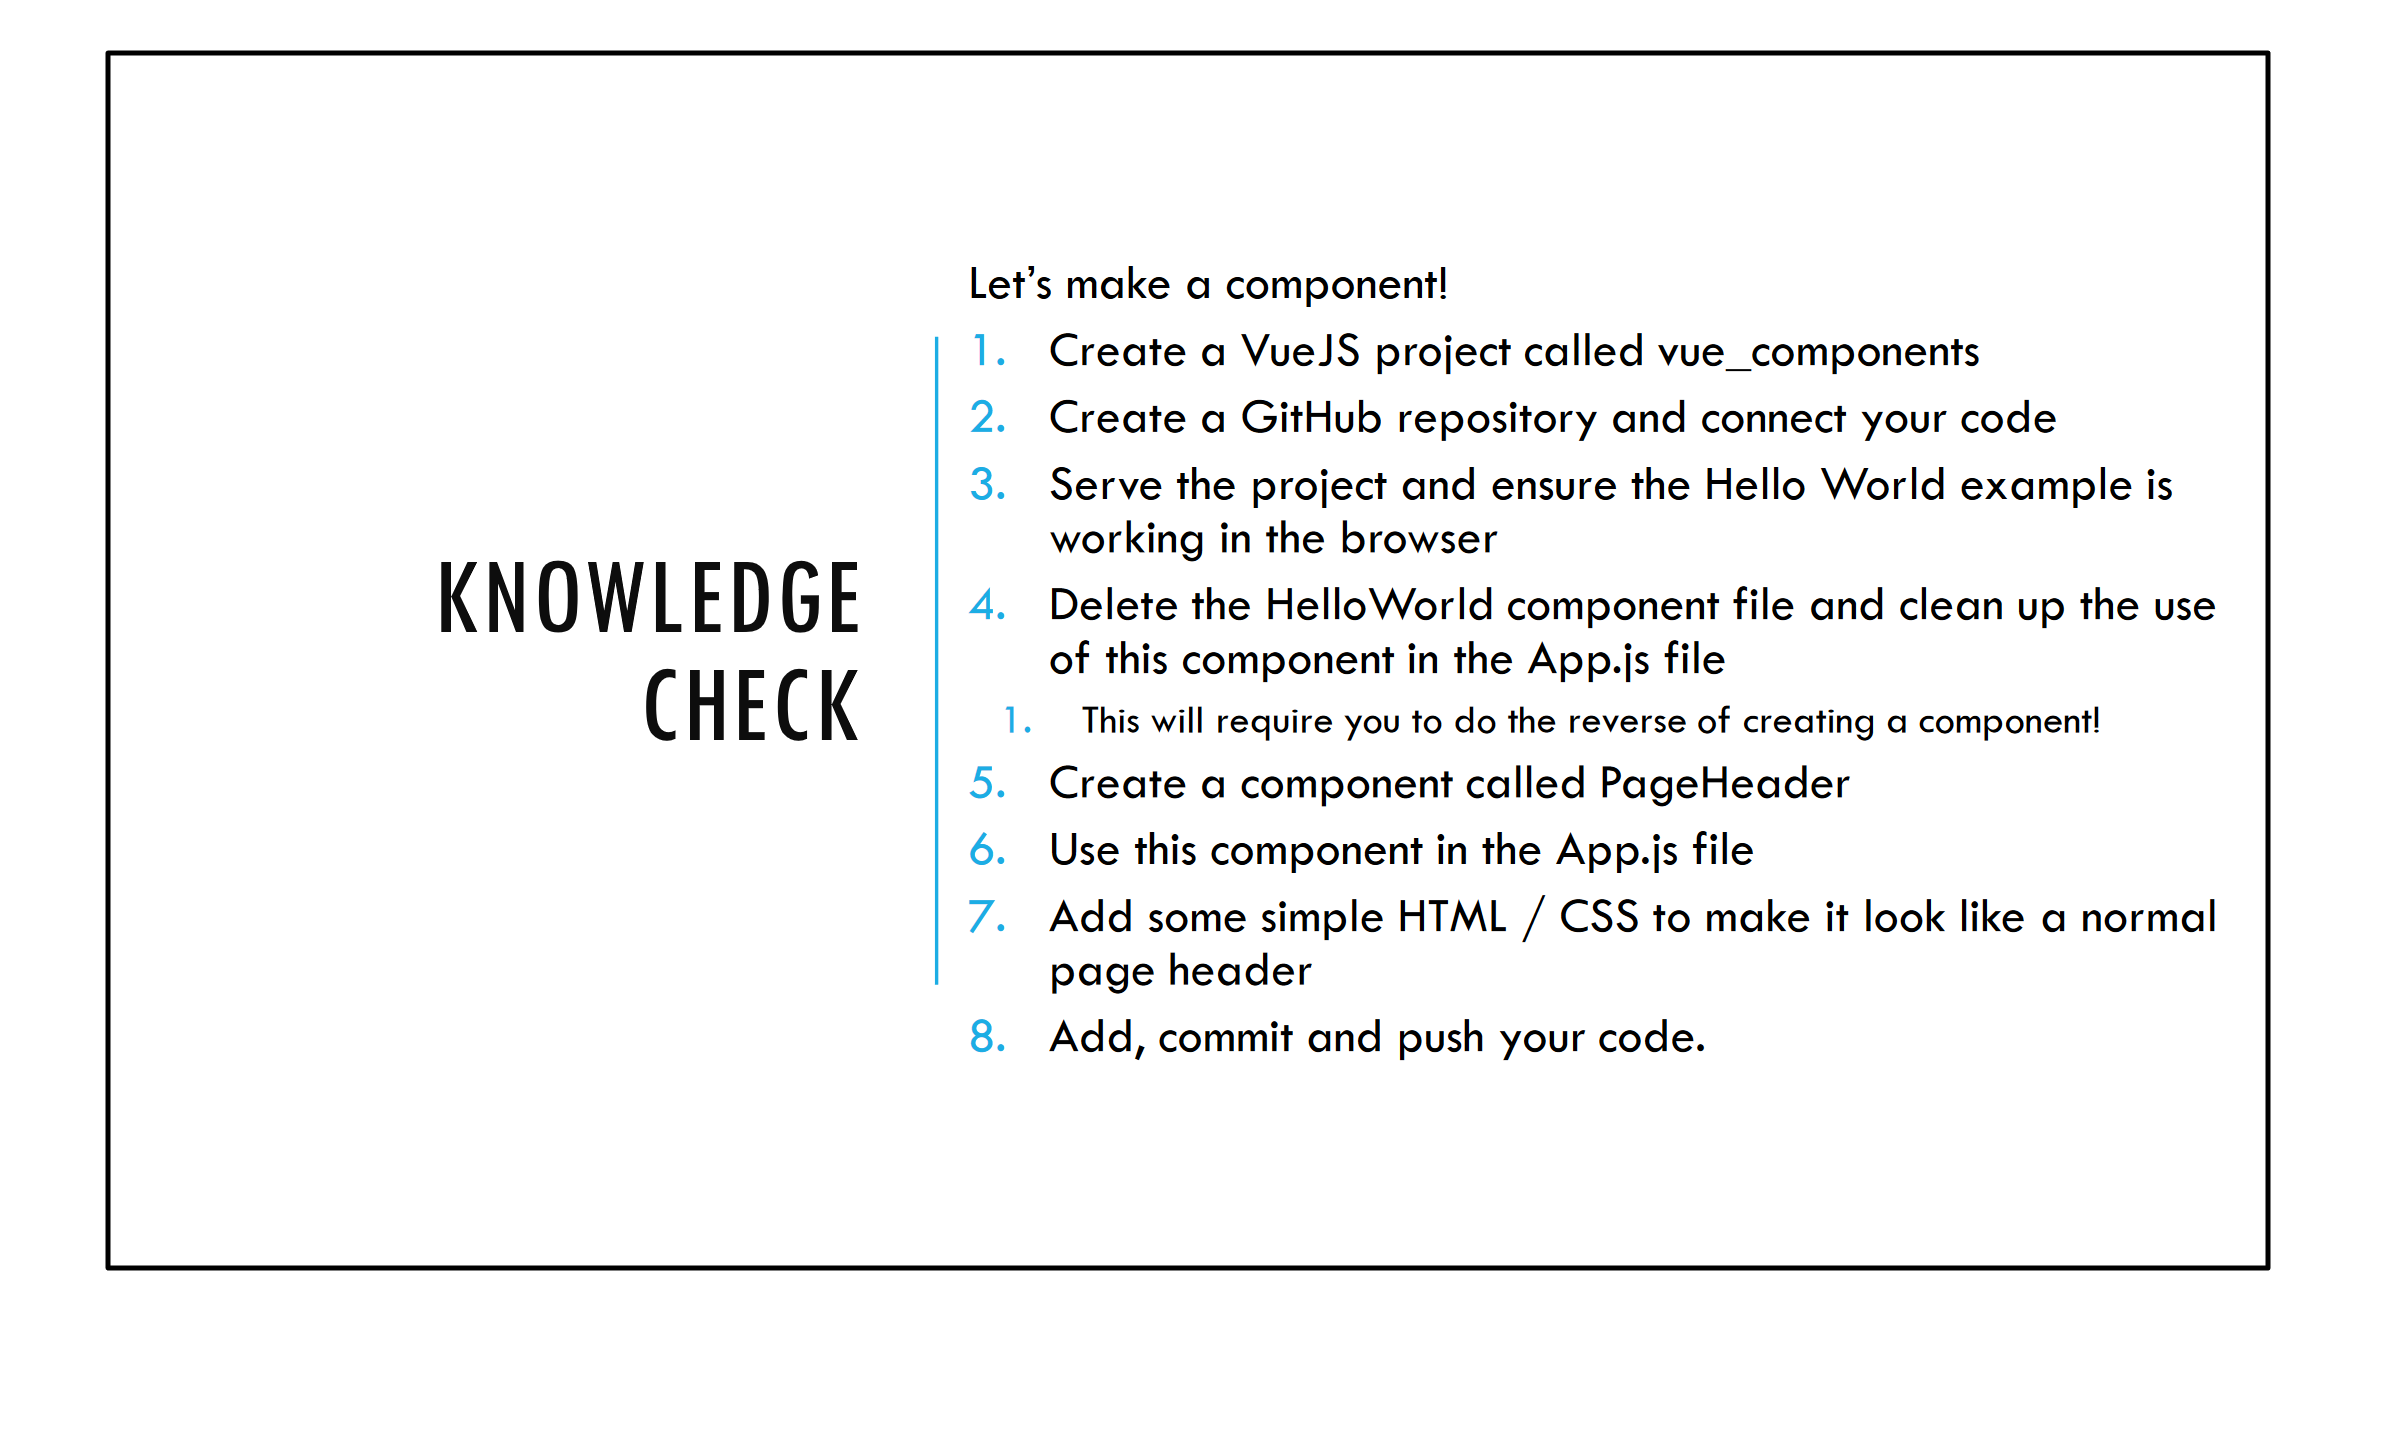 KNOWLEDGE
CHECK
Let’s make a component!
1. Create a VueJS project called vue_components
2. Create a GitHub repository and connect your code
3. Serve the project and ensure the Hello World example is
working in the browser
4. Delete the HelloWorld component file and clean up the use
of this component in the App.js file
1. This will require you to do the reverse of creating a component!
5. Create a component called PageHeader
6. Use this component in the App.js file
7. Add some simple HTML / CSS to make it look like a normal
page header
8. Add, commit and push your code.